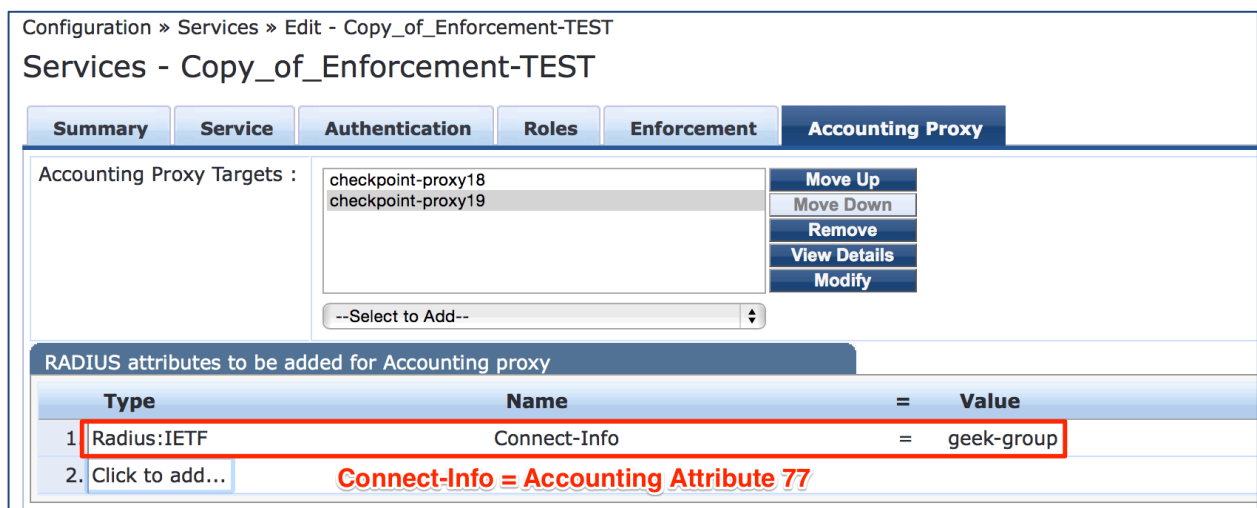 Configuration » Services » Edit - Copy_of_Enforcement-TEST
Services - Copy_of_Enforcement-TEST
Summary Service Authentication Roles Enforcement Accounting Proxy
Accounting Proxy Targets :
checkpoint-proxy18
checkpoint-proxy19
Move Up
Move Down
Remove
View Details
Modify
--Select to Add--
RADIUS attributes to be added for Accounting proxy
Type Name = Value
1. Radius:IETF Connect-Info = geek-group
2. Click to add...
Connect-Info = Accounting Attribute 77